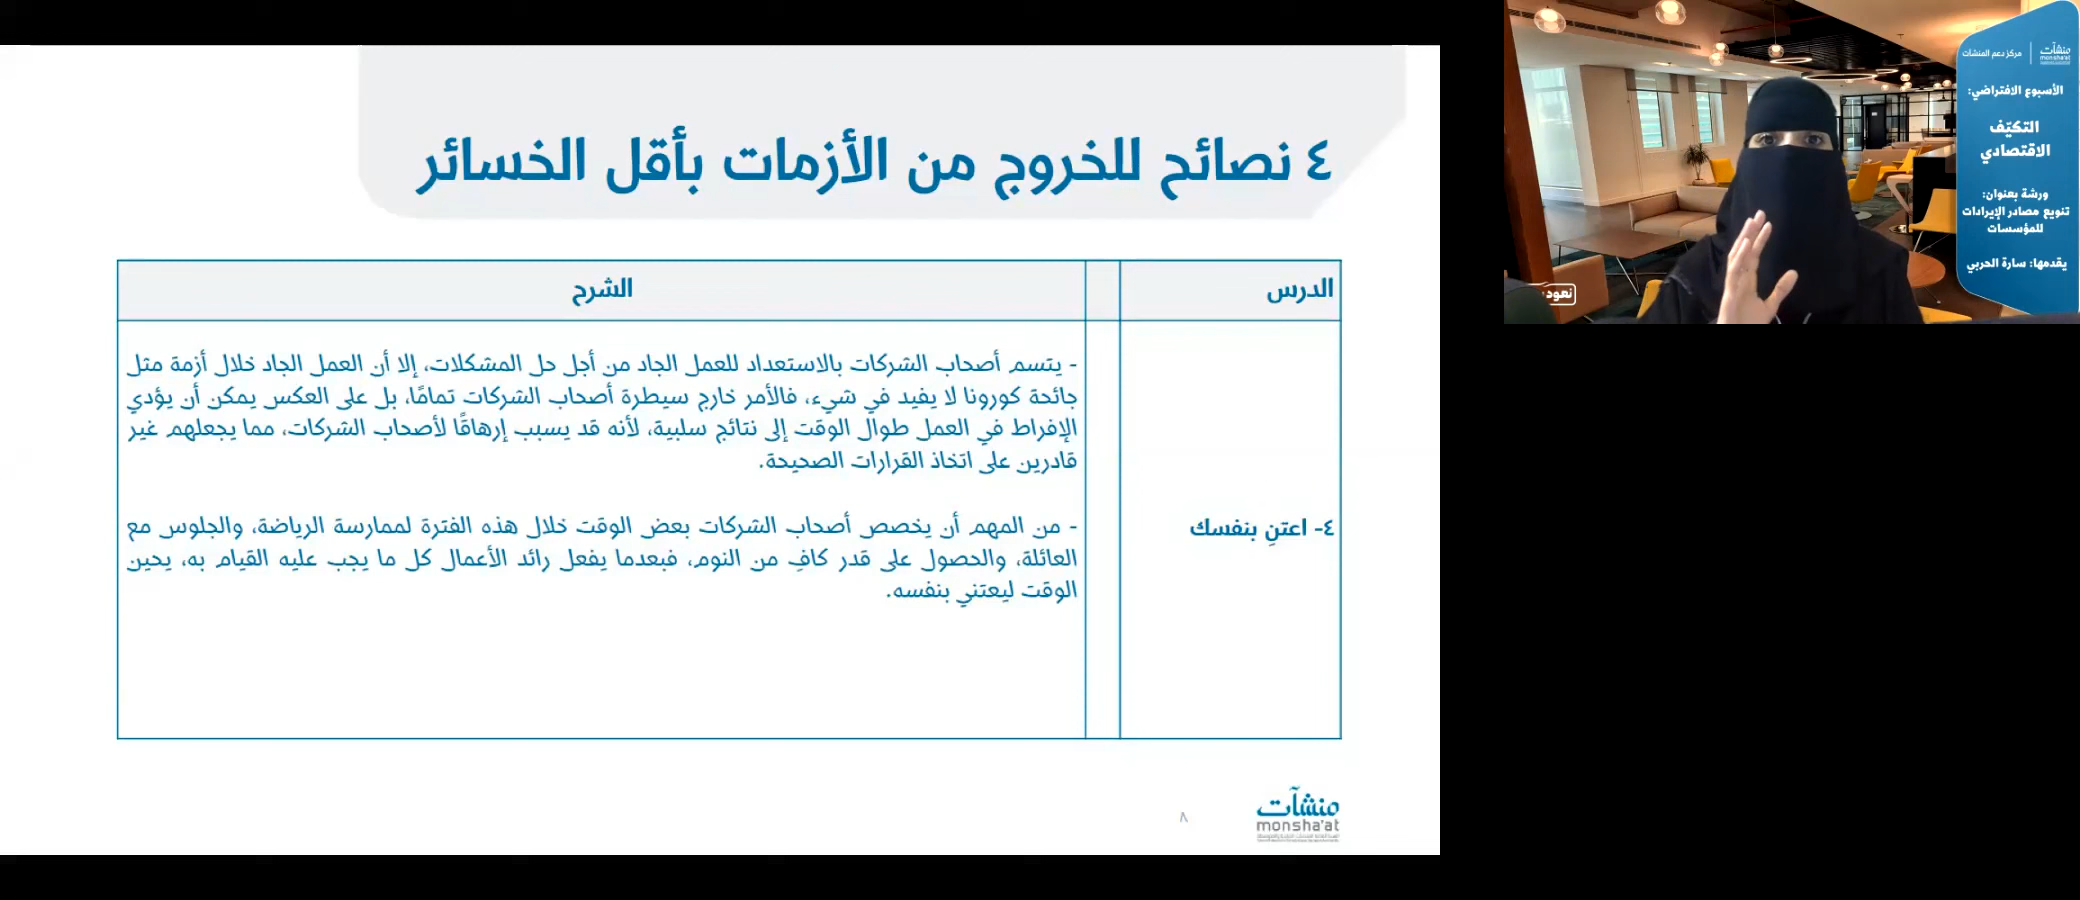 ٤ نصائح للخروج من الأزمات بأقل الخسائر
الدرس
الشرح
٤- اعتنِ بنفسك
- يتسم أصحاب الشركات بالاستعداد للعمل الجاد من أجل حل المشكلات، إلا أن العمل الجاد خلال أزمة مثل
جائحة كورونا لا يفيد في شيء، فالأمر خارج سيطرة أصحاب الشركات تمامًا، بل على العكس يمكن أن يؤدي
الإفراط في العمل طوال الوقت إلى نتائج سلبية، لأنه قد يسبب إرهاقًا لأصحاب الشركات، مما يجعلهم غير
قادرين على اتخاذ القرارات الصحيحة.
- من المهم أن يخصص أصحاب الشركات بعض الوقت خلال هذه الفترة لممارسة الرياضة، والجلوس مع
العائلة، والحصول على قدر كافٍ من النوم، فبعدما يفعل رائد الأعمال كل ما يجب عليه القيام به، يحين
الوقت ليعتني بنفسه.
منشآت
monsha'at
٨
منشآت
monsha'at
مركز دعم المنشآت
الأسبوع الافتراضي:
التكيّف
الاقتصادي
ورشة بعنوان:
تنويع مصادر الإيرادات
للمؤسسات
يقدمها: سارة الحربي
نعود